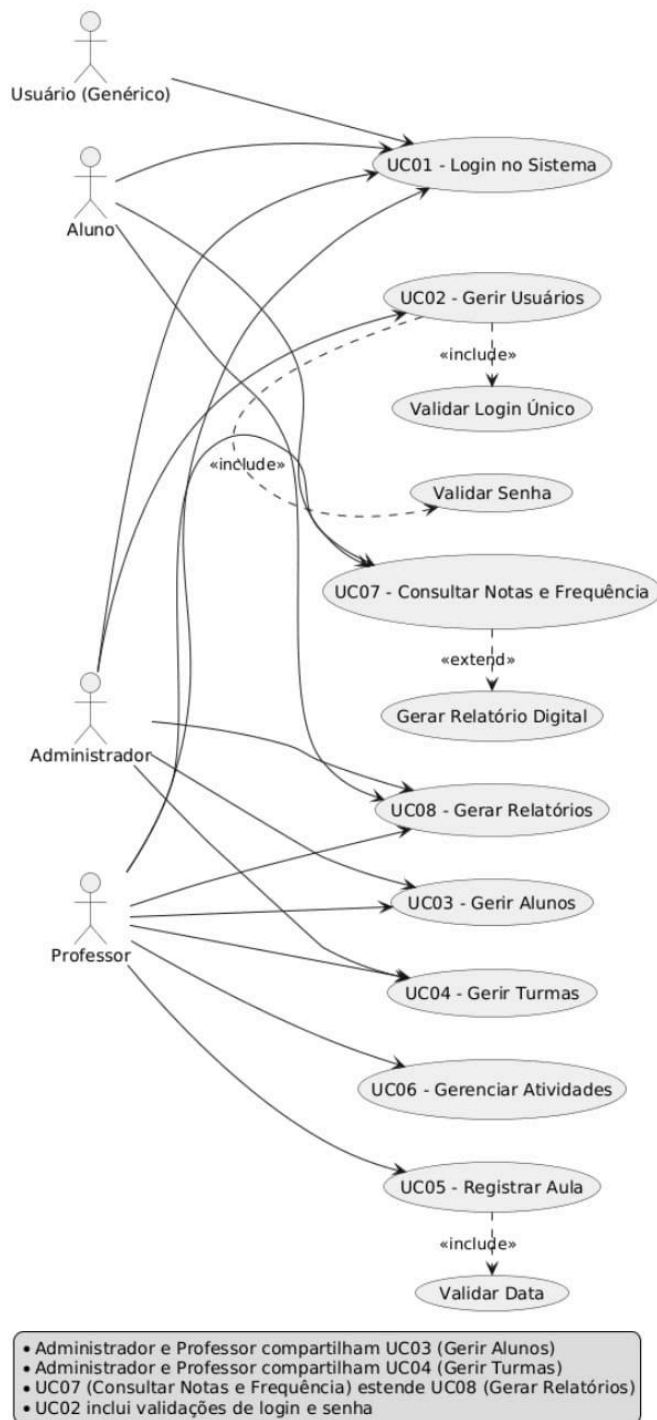 Usuário (Genérico)
UC01 - Login no Sistema
Aluno
UC02 - Gerir Usuários
«include»
Validar Login Único
«include»
Validar Senha
UC07 - Consultar Notas e Frequência
«extend»
Gerar Relatório Digital
Administrador
UC08 - Gerar Relatórios
UC03 - Gerir Alunos
Professor
UC04 - Gerir Turmas
UC06 - Gerenciar Atividades
UC05 - Registrar Aula
«include»
Validar Data
• Administrador e Professor compartilham UC03 (Gerir Alunos)
• Administrador e Professor compartilham UC04 (Gerir Turmas)
• UC07 (Consultar Notas e Frequência) estende UC08 (Gerar Relatórios)
• UC02 inclui validações de login e senha